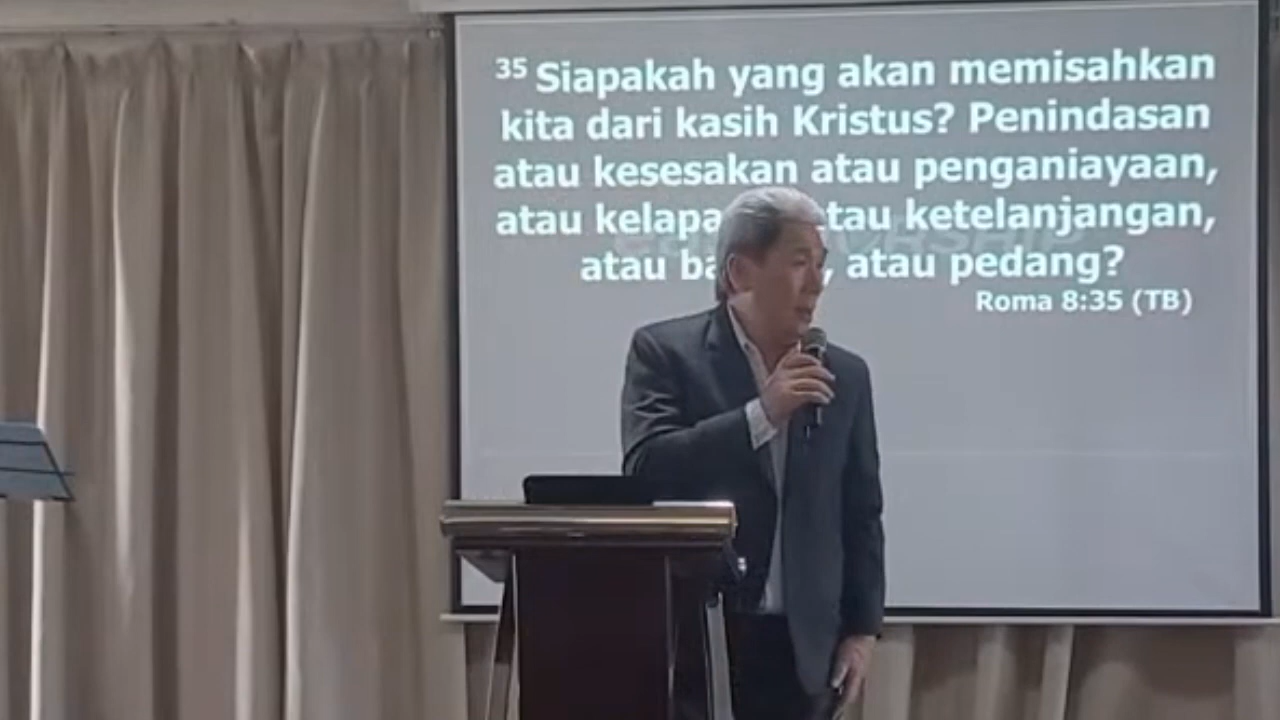 35 Siapakah yang akan memisahkan
kita dari kasih Kristus? Penindasan
atau kesesakan atau penganiayaan,
atau ketelanjangan,
atau atau pedang?
Roma 8:35 (TB)